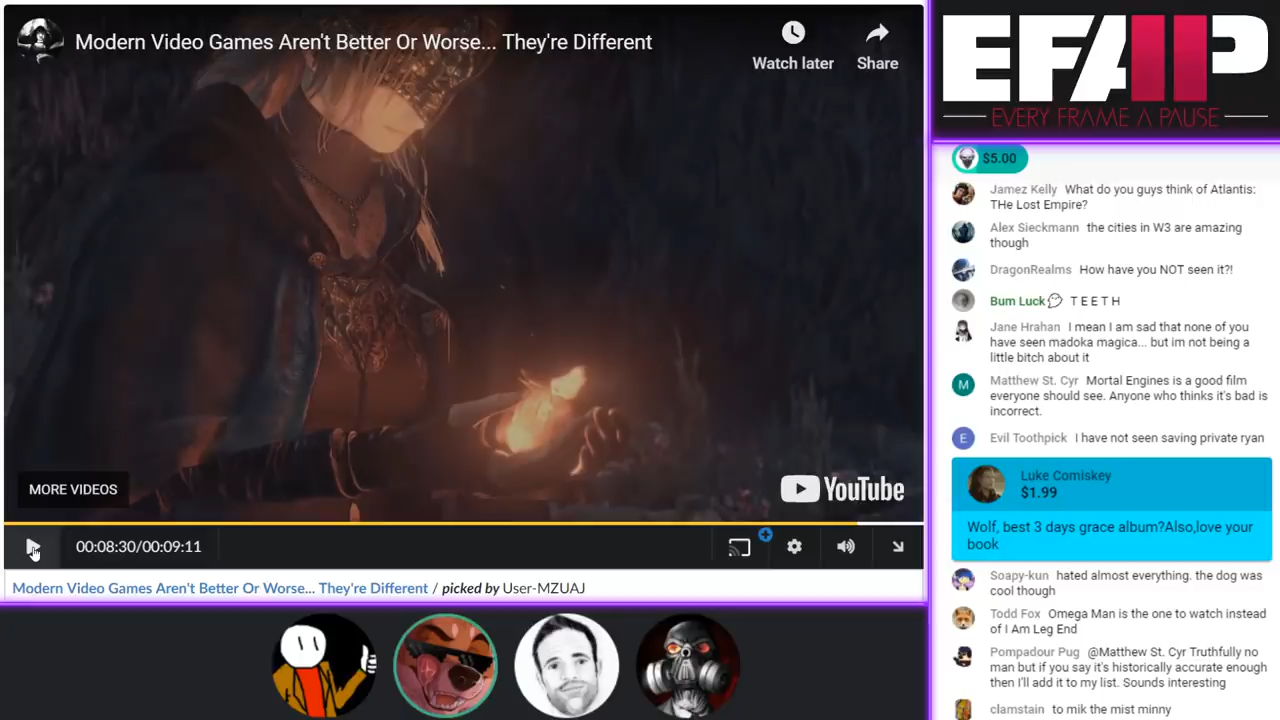 Modern Video Games Aren't Better Or Worse... They're Different
Watch later
Share
MORE VIDEOS
YouTube
00:08:30/00:09:11
Modern Video Games Aren't Better Or Worse... They're Different / picked by User-MZUAJ
EFAP
EVERY FRAME A PAUSE
$5.00
Jamez Kelly What do you guys think of Atlantis:
THe Lost Empire?
Alex Sieckmann the cities in W3 are amazing
though
DragonRealms How have you NOT seen it?!
Bum Luck T E E T H
Jane Hrahan I mean I am sad that none of you
have seen madoka magica... but im not being a
little bitch about it
M
Matthew St. Cyr Mortal Engines is a good film
everyone should see. Anyone who thinks it's bad is
incorrect.
E
Evil Toothpick I have not seen saving private ryan
Luke Comiskey
$1.99
Wolf, best 3 days grace album?Also,love your
book
Soapy-kun hated almost everything. the dog was
cool though
Todd Fox Omega Man is the one to watch instead
of I Am Leg End
Pompadour Pug @Matthew St. Cyr Truthfully no
man but if you say it's historically accurate enough
then I'll add it to my list. Sounds interesting
clamstain to mik the mist minny